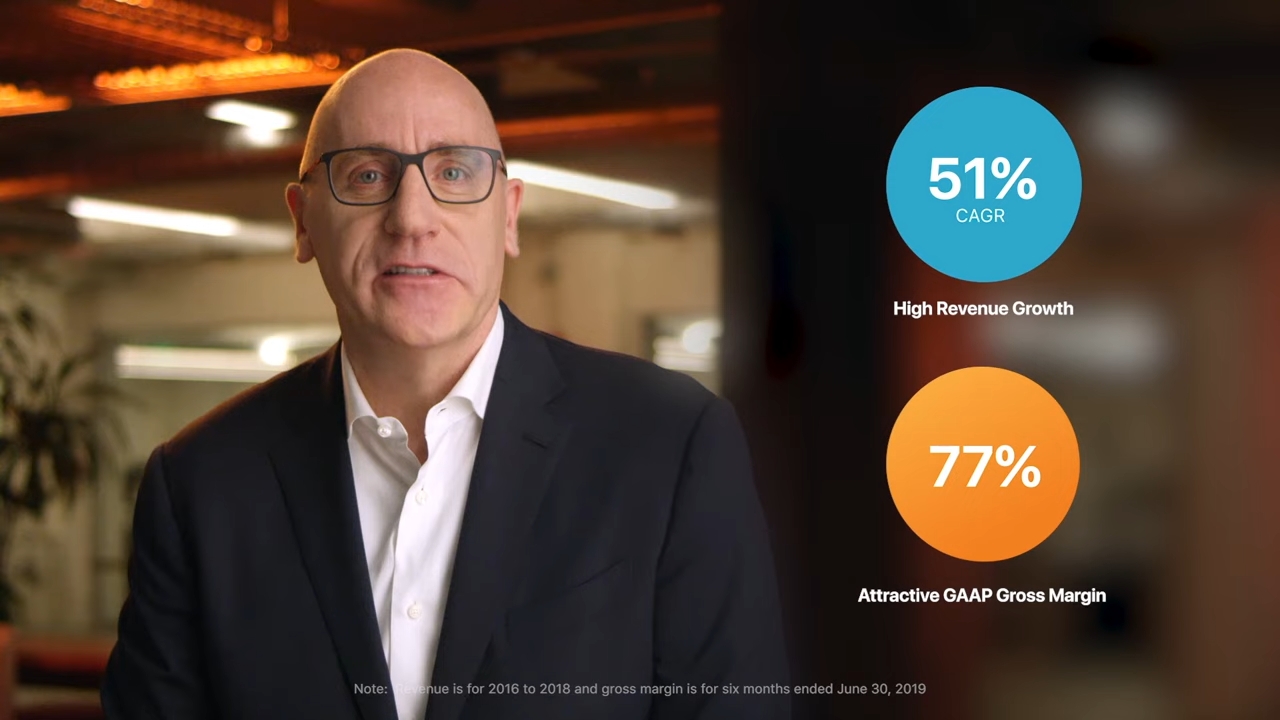 51%
CAGR
High Revenue Growth
77%
Attractive GAAP Gross Margin
Note: Revenue is for 2016 to 2018 and gross margin is for six months ended June 30, 2019